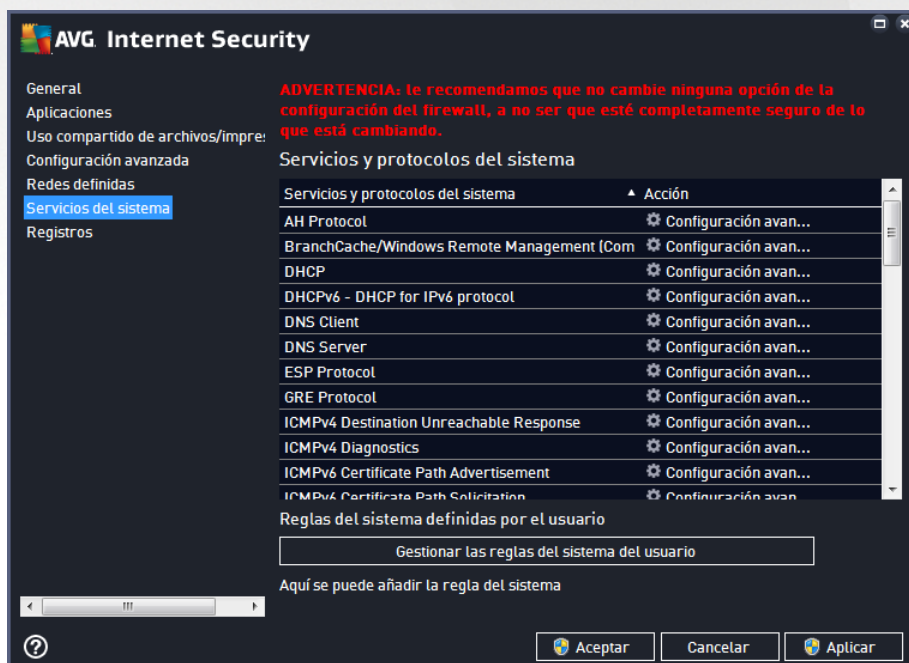 AVG Internet Security
General
Aplicaciones
Uso compartido de archivos/impres
Configuración avanzada
Redes definidas
Servicios del sistema
Registros
ADVERTENCIA: le recomendamos que no cambie ninguna opción de la
configuración del firewall, a no ser que esté completamente seguro de lo
que está cambiando.
Servicios y protocolos del sistema
Servicios y protocolos del sistema Acción
AH Protocol Configuración avan...
BranchCache/Windows Remote Management (Com Configuración avan...
DHCP Configuración avan...
DHCPv6 - DHCP for IPv6 protocol Configuración avan...
DNS Client Configuración avan...
DNS Server Configuración avan...
ESP Protocol Configuración avan...
GRE Protocol Configuración avan...
ICMPv4 Destination Unreachable Response Configuración avan...
ICMPv4 Diagnostics Configuración avan...
ICMPv6 Certificate Path Advertisement Configuración avan...
ICMPv6 Certificate Path Solicitation Configuración avan
Reglas del sistema definidas por el usuario
Gestionar las reglas del sistema del usuario
Aquí se puede añadir la regla del sistema
Aceptar Cancelar Aplicar